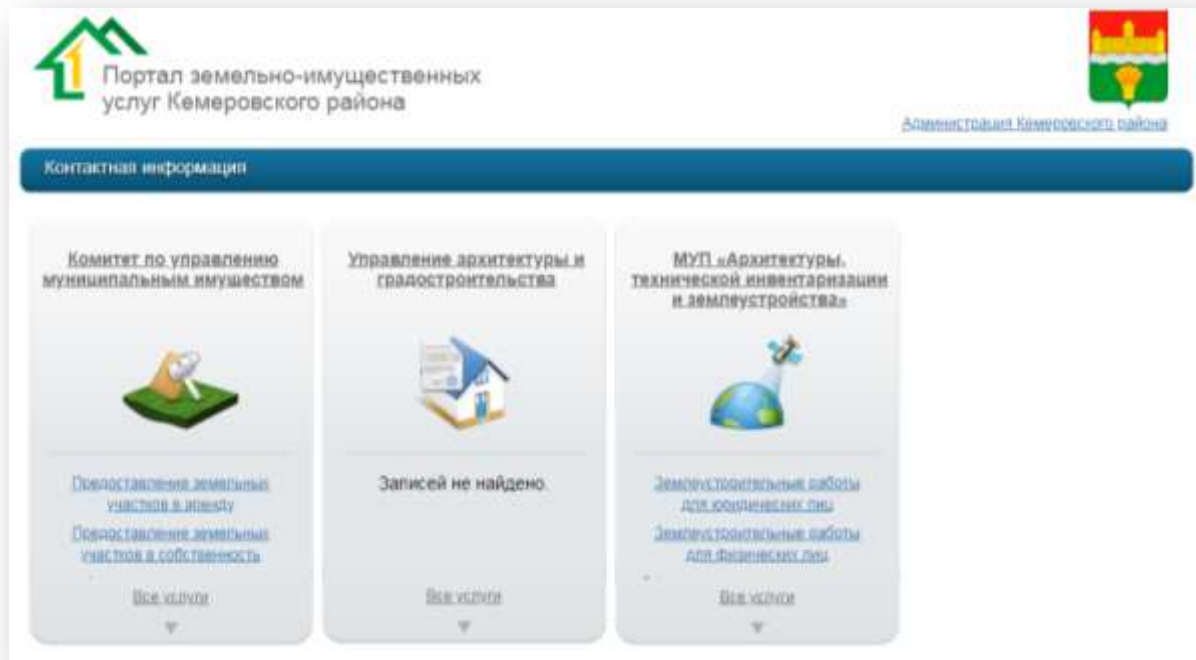 Портал земельно-имущественных
услуг Кемеровского района
Администрация Кемеровского района
Контактная информация
Комитет по управлению
муниципальным имуществом
Предоставление земельных
участков в аренду
Предоставление земельных
участков в собственность
Все услуги
Управление архитектуры и
градостроительства
Записей не найдено.
Все услуги
МУП «Архитектуры,
технической инвентаризации
и землеустройства»
Землеустроительные работы
для юридических лиц
Землеустроительные работы
для физических лиц
Все услуги